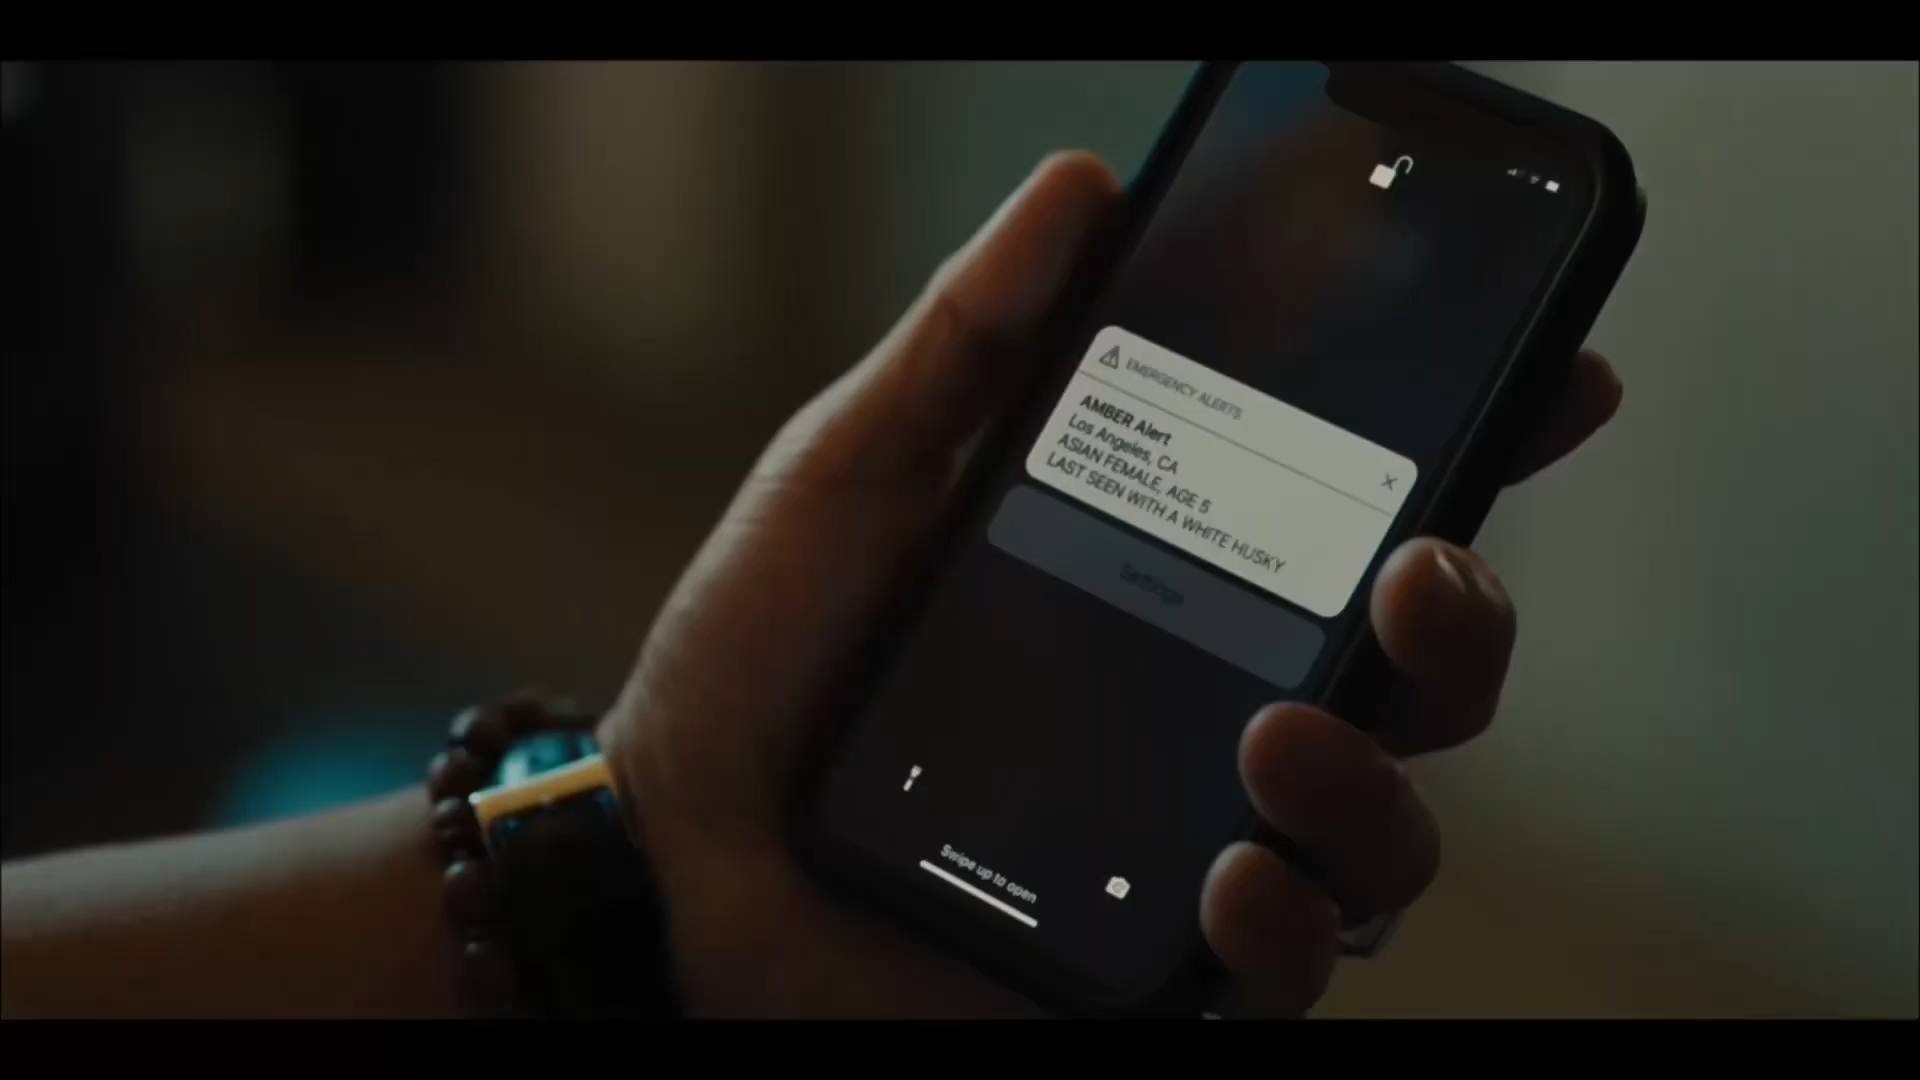 EMERGENCY ALERTS
AMBER Alert
Los Angeles, CA
ASIAN FEMALE, AGE 5
LAST SEEN WITH A WHITE HUSKY
Settings
Swipe up to open